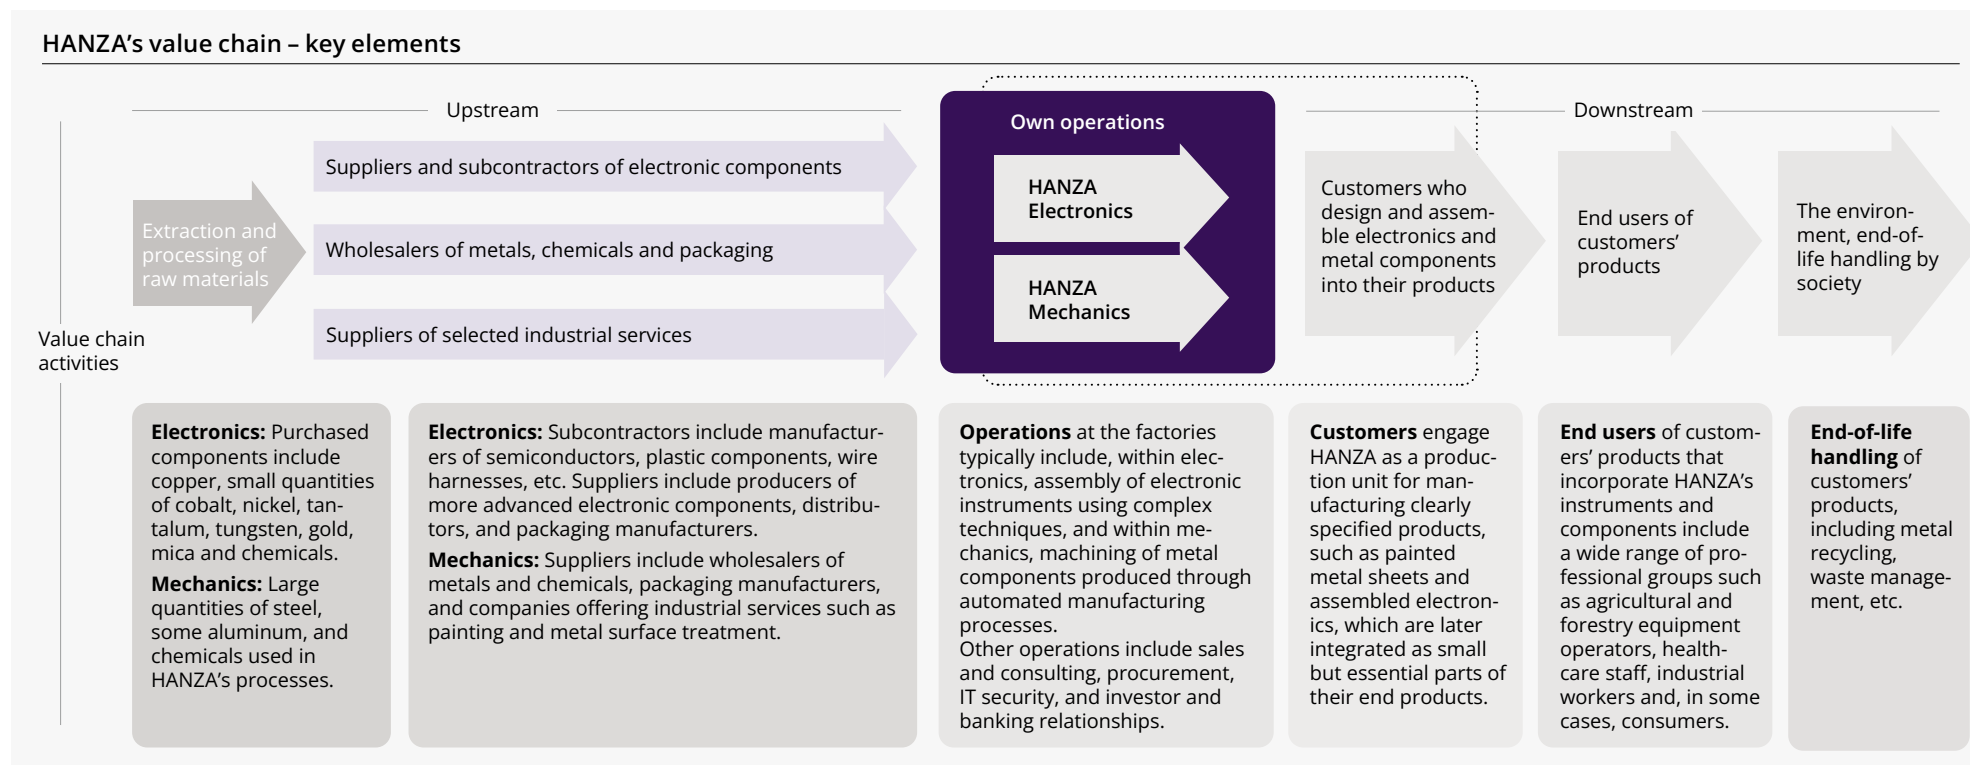 HANZA’s value chain – key elements
Upstream
Own operations
Downstream
Value chain
activities
Extraction and
processing of
raw materials
Suppliers and subcontractors of electronic components
Wholesalers of metals, chemicals and packaging
Suppliers of selected industrial services
HANZA
Electronics
HANZA
Mechanics
Customers who
design and assem-
ble electronics and
metal components
into their products
End users of
customers’
products
The environ-
ment, end-of-
life handling by
society
Electronics: Purchased
components include
copper, small quantities
of cobalt, nickel, tan-
talum, tungsten, gold,
mica and chemicals.
Mechanics: Large
quantities of steel,
some aluminum, and
chemicals used in
HANZA’s processes.
Electronics: Subcontractors include manufactur-
ers of semiconductors, plastic components, wire
harnesses, etc. Suppliers include producers of
more advanced electronic components, distribu-
tors, and packaging manufacturers.
Mechanics: Suppliers include wholesalers of
metals and chemicals, packaging manufacturers,
and companies offering industrial services such as
painting and metal surface treatment.
Operations at the factories
typically include, within elec-
tronics, assembly of electronic
instruments using complex
techniques, and within me-
chanics, machining of metal
components produced through
automated manufacturing
processes.
Other operations include sales
and consulting, procurement,
IT security, and investor and
banking relationships.
Customers engage
HANZA as a produc-
tion unit for man-
ufacturing clearly
specified products,
such as painted
metal sheets and
assembled electron-
ics, which are later
integrated as small
but essential parts of
their end products.
End users of custom-
ers’ products that
incorporate HANZA’s
instruments and
components include
a wide range of pro-
fessional groups such
as agricultural and
forestry equipment
operators, health-
care staff, industrial
workers and, in some
cases, consumers.
End-of-life
handling of
customers’
products,
including metal
recycling,
waste manage-
ment, etc.